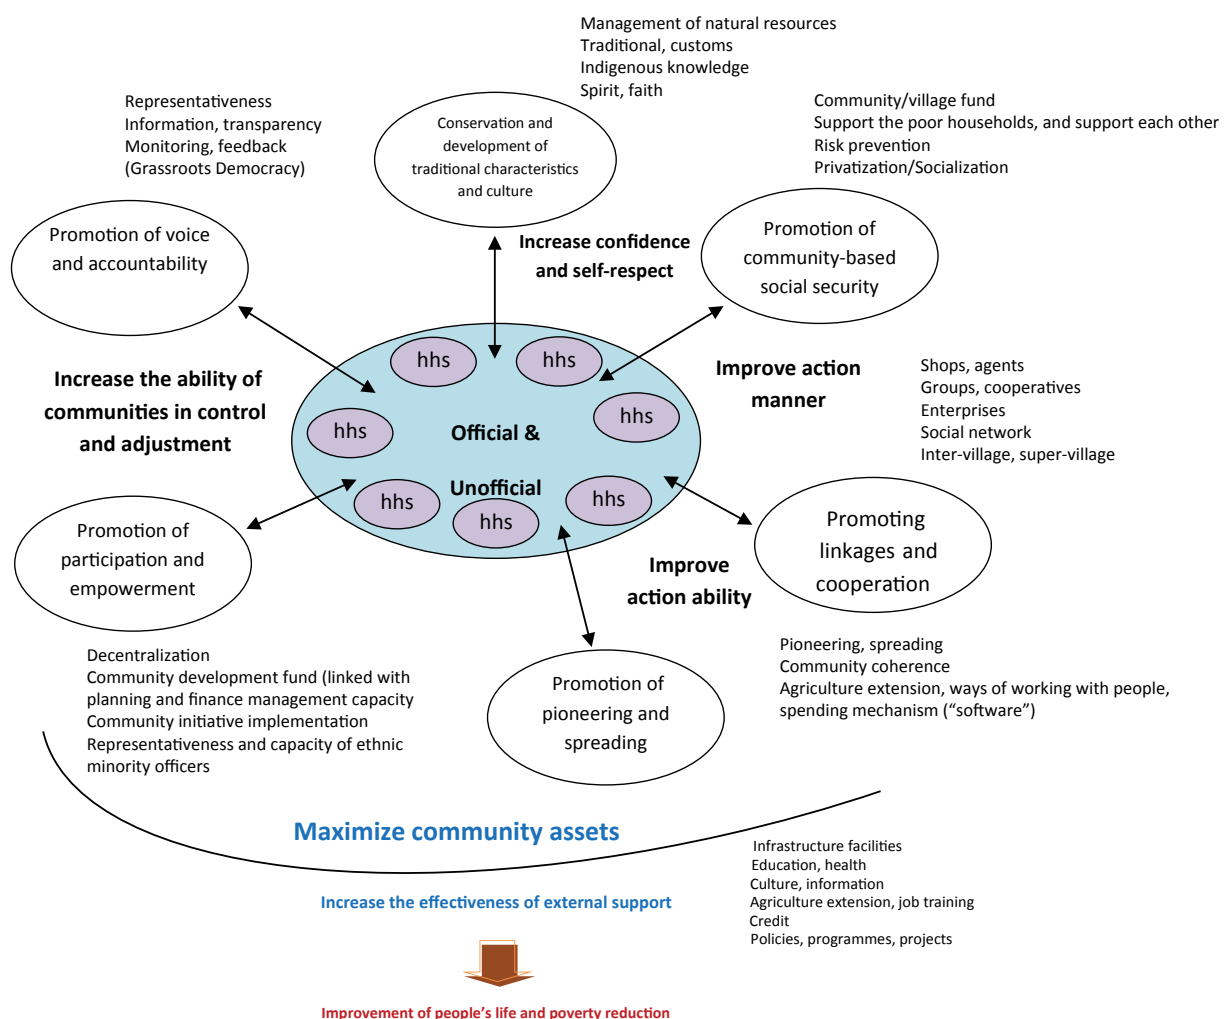 Management of natural resources
Traditional, customs
Indigenous knowledge
Spirit, faith
Representativeness
Information, transparency
Monitoring, feedback
(Grassroots Democracy)
Community/village fund
Support the poor households, and support each other
Risk prevention
Privatization/Socialization
Conservation and
development of
traditional characteristics
and culture
Promotion of voice
and accountability
Increase confidence
and self-respect
Promotion of
community-based
social security
hhs
hhs
Increase the ability of
communities in control
and adjustment
Improve action
manner
Shops, agents
Groups, cooperatives
Enterprises
Social network
Inter-village, super-village
hhs
hhs
Official &
Unofficial
hhs
hhs
hhs
Promotion of
participation and
empowerment
Promoting
linkages and
cooperation
Improve
action ability
Decentralization
Community development fund (linked with
planning and finance management capacity
Community initiative implementation
Representativeness and capacity of ethnic
minority officers
Promotion of
pioneering and
spreading
Pioneering, spreading
Community coherence
Agriculture extension, ways of working with people,
spending mechanism (“software”)
Maximize community assets
Infrastructure facilities
Education, health
Culture, information
Agriculture extension, job training
Credit
Policies, programmes, projects
Increase the effectiveness of external support
Improvement of people’s life and poverty reduction